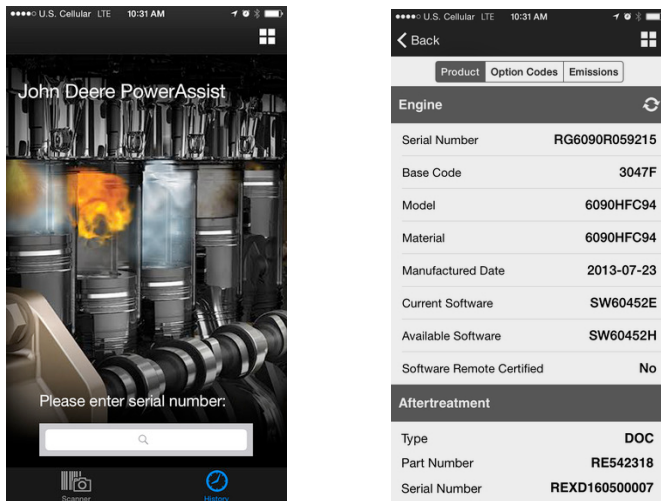 U.S. Cellular LTE 10:31 AM
John Deere PowerAssist
Please enter serial number:
Scanner
History
U.S. Cellular LTE 10:31 AM
Back
Product Option Codes Emissions
Engine
Serial Number RG6090R059215
Base Code 3047F
Model 6090HFC94
Material 6090HFC94
Manufactured Date 2013-07-23
Current Software SW60452E
Available Software SW60452H
Software Remote Certified No
Aftertreatment
Type DOC
Part Number RE542318
Serial Number REXD160500007